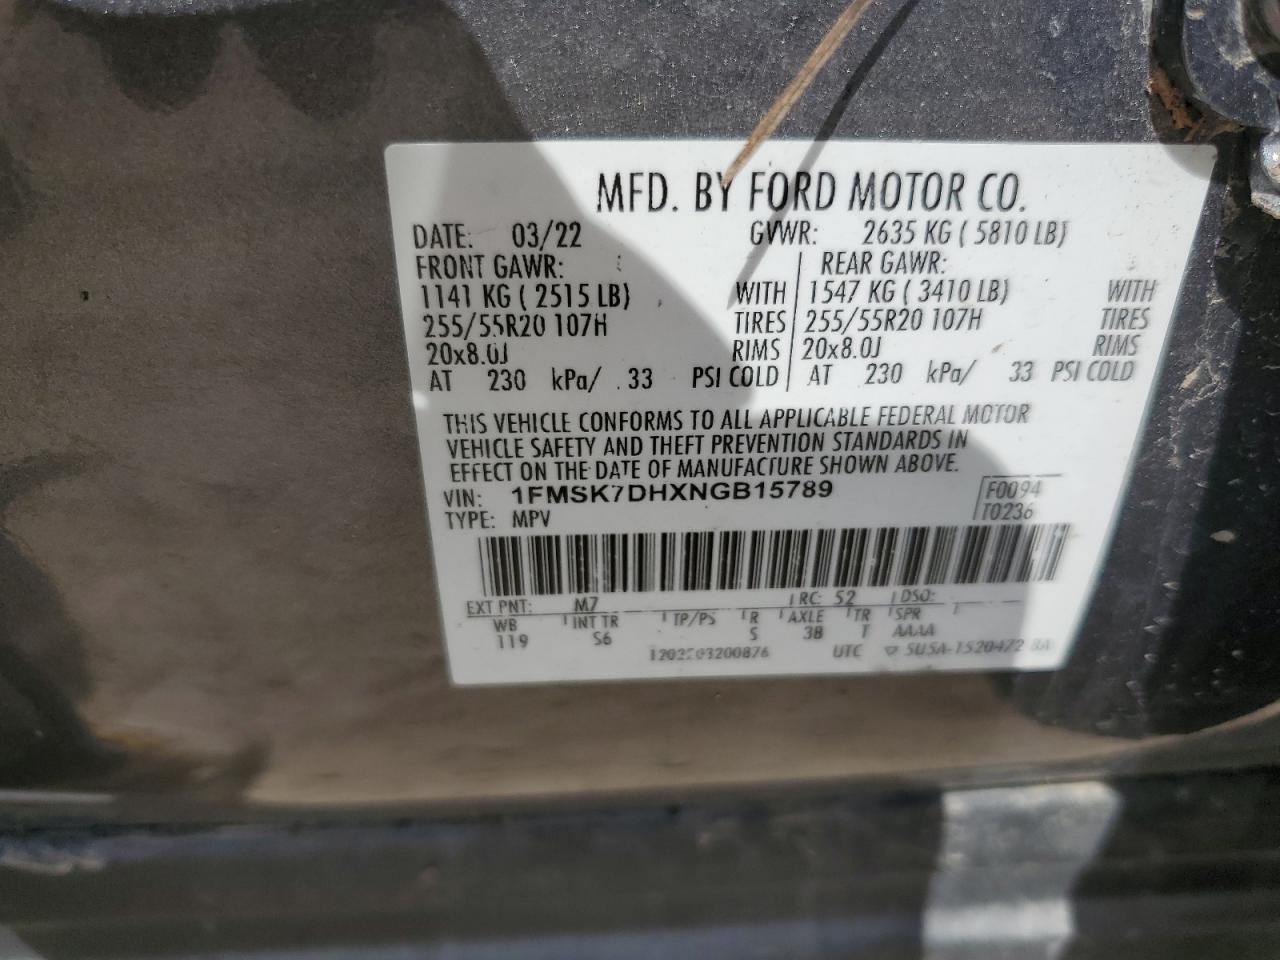 MFD. BY FORD MOTOR CO.
DATE: 03/22 GVWR: 2635 KG ( 5810 LB)
FRONT GAWR: REAR GAWR:
1141 KG ( 2515 LB) WITH 1547 KG ( 3410 LB) WITH
255/55R20 107H TIRES 255/55R20 107H TIRES
20x8.0J RIMS 20x8.0J RIMS
AT 230 kPa/ 33 PSI COLD AT 230 kPa/ 33 PSI COLD
THIS VEHICLE CONFORMS TO ALL APPLICABLE FEDERAL MOTOR
VEHICLE SAFETY AND THEFT PREVENTION STANDARDS IN
EFFECT ON THE DATE OF MANUFACTURE SHOWN ABOVE.
VIN: 1FMSK7DHXNGB15789 F0094
TYPE: MPV T0236
EXT PNT: M7 RC: 52 DSO:
WB INT TR TP/PS R AXLE TR SPR
119 S6 S 3B T AAAA
UTC